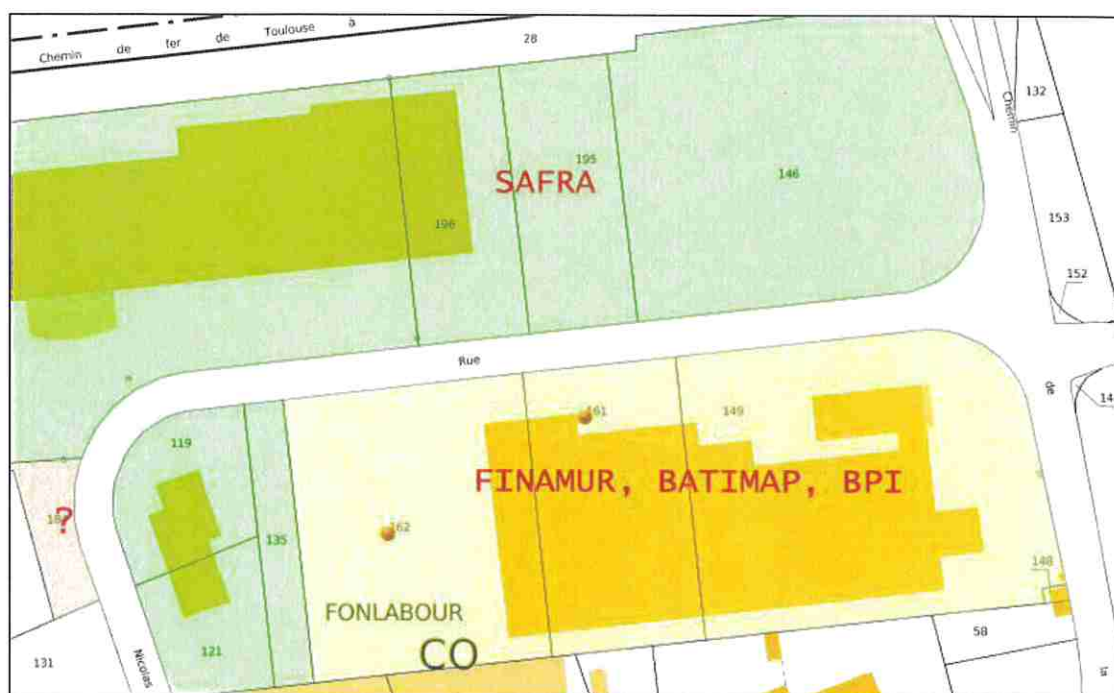 Chemin de fer de Toulouse à
28
132
Chemin
195
SAFRA
146
196
153
152
Rue
de
161
149
119
FINAMUR, BATIMAP, BPI
?
162
135
148
FONLABOUR
CO
58
121
131
Nicolas
la